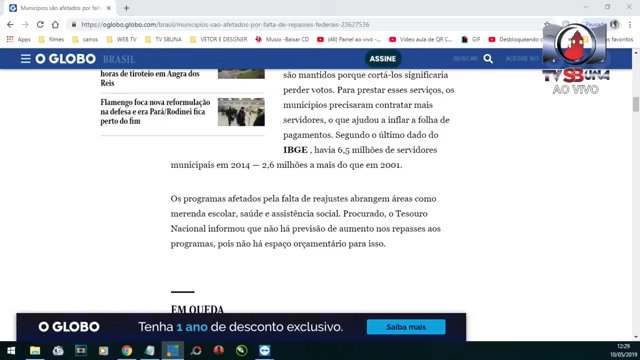 Municípios são afetados por falt
https://oglobo.globo.com/brasil/municipios-sao-afetados-por-falta-de-repasses-federais-23627536
Apps
filmes
carros
WEB TV
TV SBUNA
VETOR E DESGNER
Musica -Baixar CD
(46) Painel ao vivo -
Video aula de QR C
Desbloqueando
O GLOBO
BRASIL
ASSINE
BUSCAR
TV SBUNA
AO VIVO
horas de tiroteio em Angra dos
Reis
Flamengo foca nova reformulação
na defesa e era Pará/Rodinei fica
perto do fim
são mantidos porque cortá-los significaria
perder votos. Para prestar esses serviços, os
municípios precisaram contratar mais
servidores, o que ajudou a inflar a folha de
pagamentos. Segundo o último dado do
IBGE , havia 6,5 milhões de servidores
municipais em 2014 — 2,6 milhões a mais do que em 2001.
Os programas afetados pela falta de reajustes abrangem áreas como
merenda escolar, saúde e assistência social. Procurado, o Tesouro
Nacional informou que não há previsão de aumento nos repasses aos
programas, pois não há espaço orçamentário para isso.
EM QUEDA
O GLOBO
Tenha 1 ano de desconto exclusivo.
Saiba mais
12:29
10/05/2019